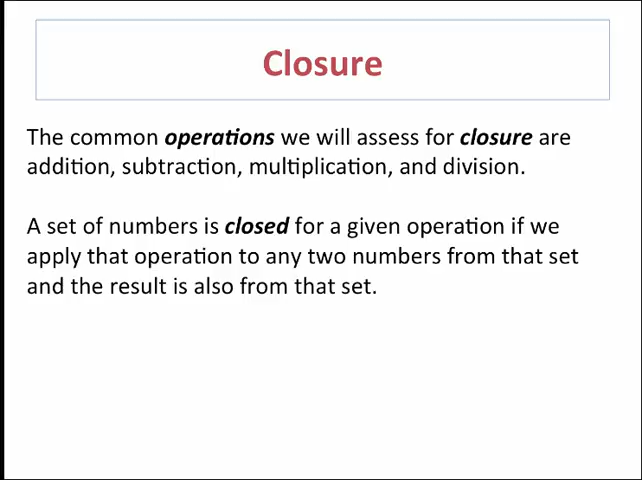 Closure
The common operations we will assess for closure are
addition, subtraction, multiplication, and division.
A set of numbers is closed for a given operation if we
apply that operation to any two numbers from that set
and the result is also from that set.